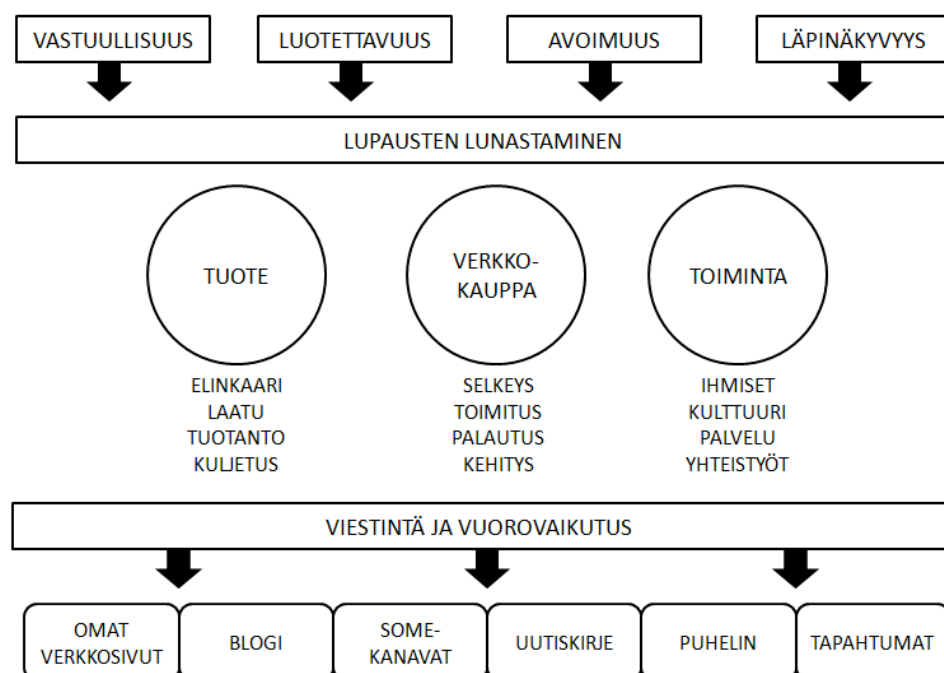 VASTUULLISUUS
LUOTETTAVUUS
AVOIMUUS
LÄPINÄKYVYYS
LUPAUSTEN LUNASTAMINEN
TUOTE
VERKKO-
KAUPPA
TOIMINTA
ELINKAARI
LAATU
TUOTANTO
KULJETUS
SELKEYS
TOIMITUS
PALAUTUS
KEHITYS
IHMISET
KULTTUURI
PALVELU
YHTEISTYÖT
VIESTINTÄ JA VUOROVAIKUTUS
OMAT
VERKKOSIVUT
BLOGI
SOME-
KANAVAT
UUTISKIRJE
PUHELIN
TAPAHTUMAT